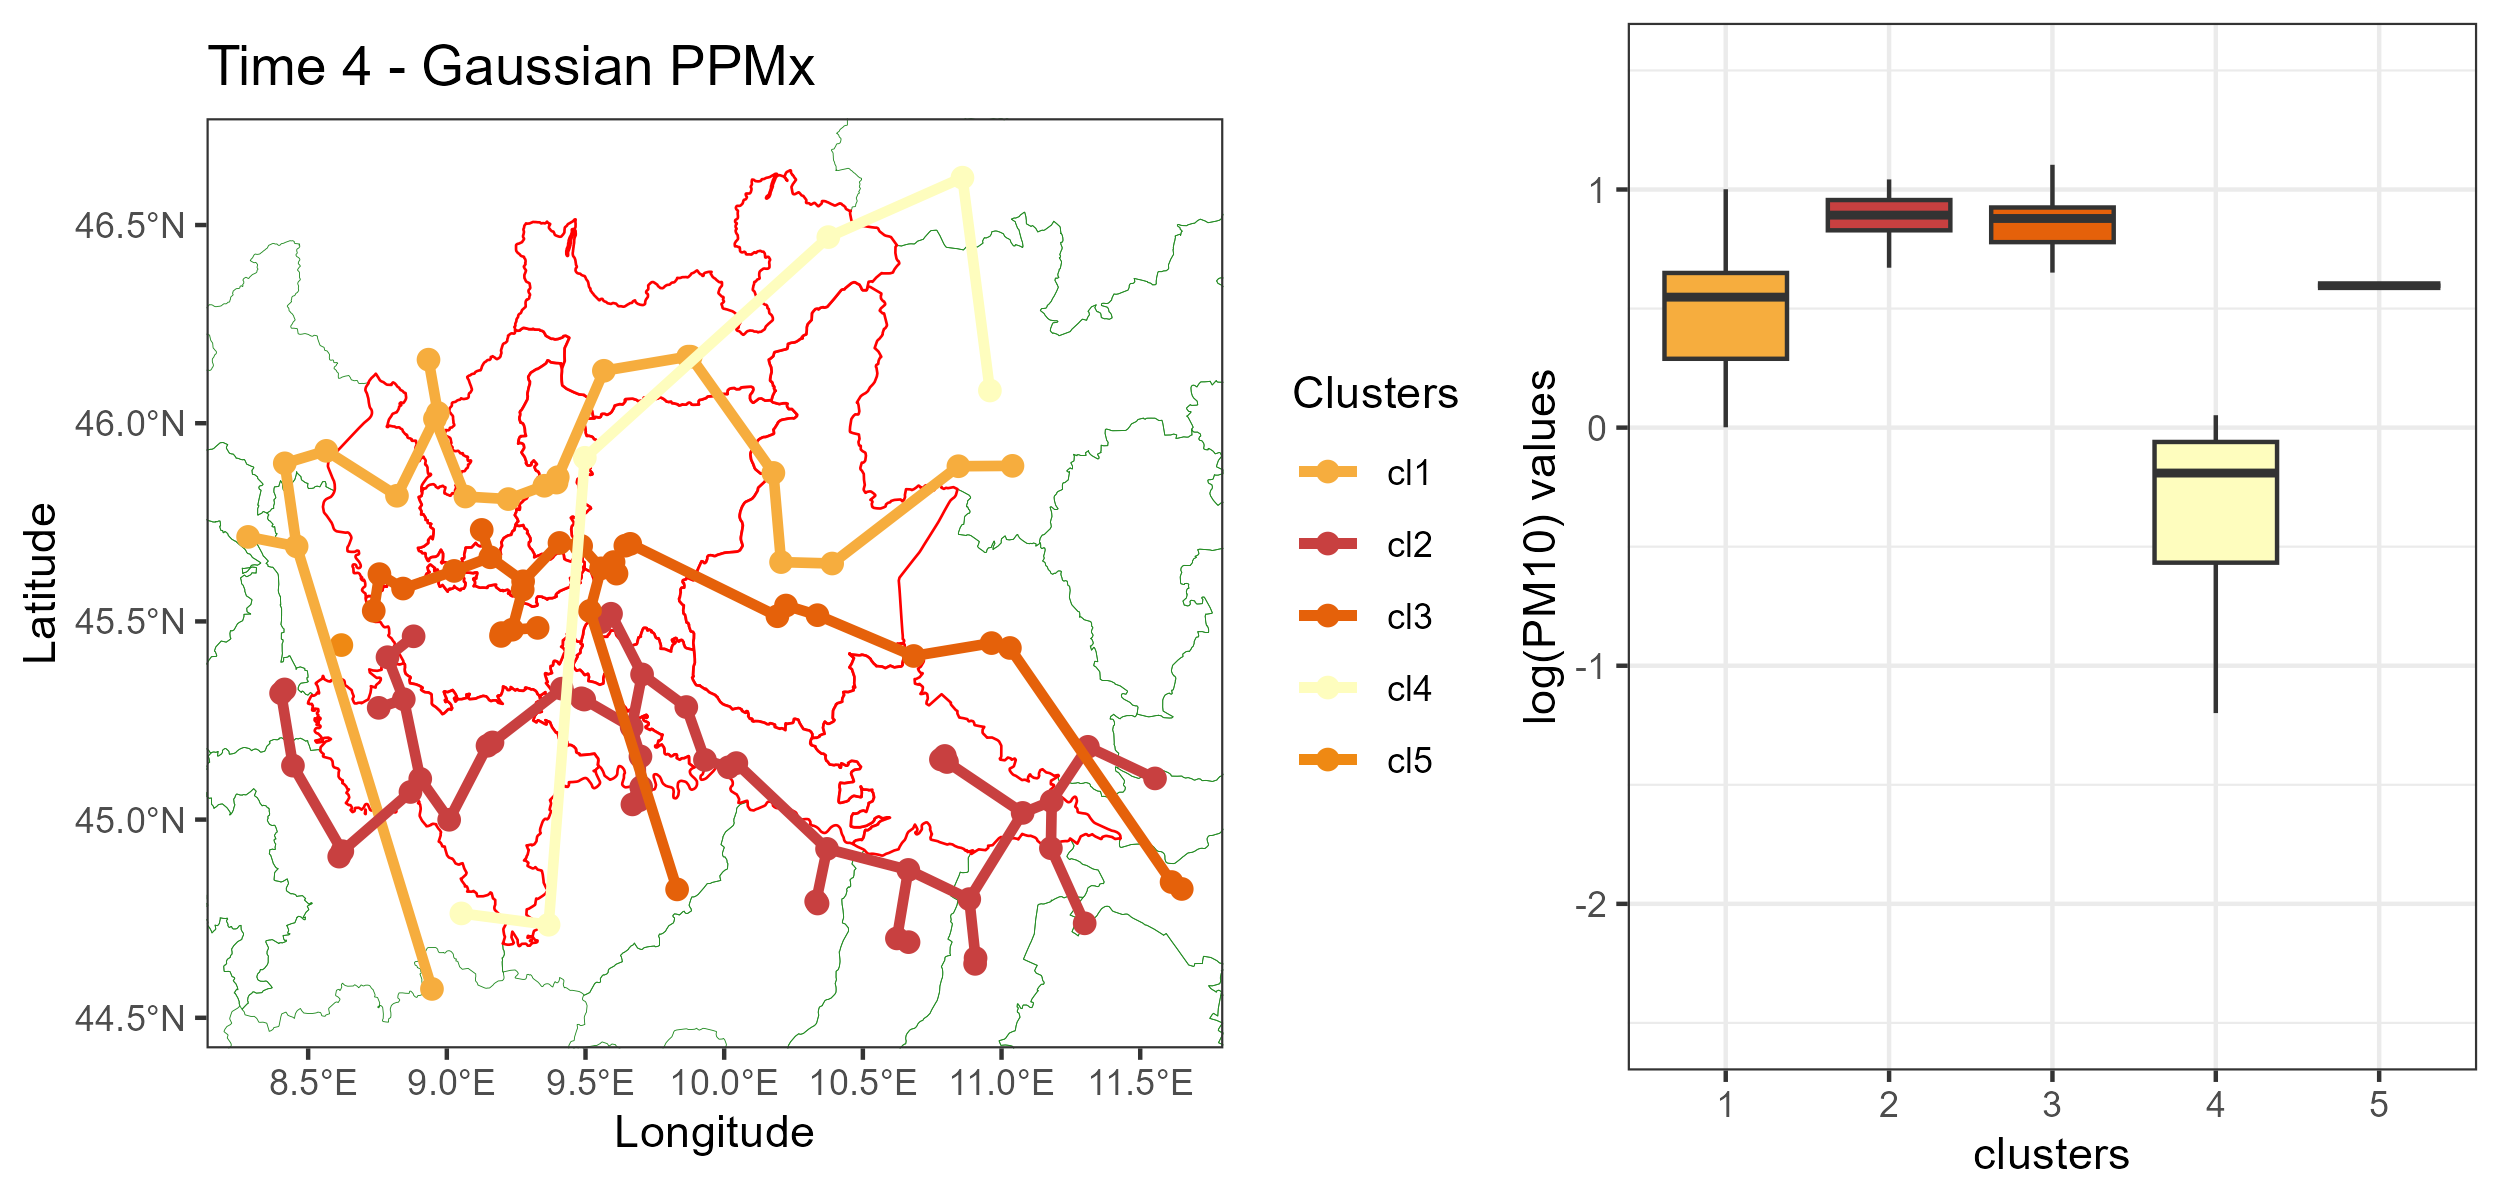 Time 4 - Gaussian PPMx
Latitude
46.5°N
46.0°N
45.5°N
45.0°N
44.5°N
8.5°E 9.0°E 9.5°E 10.0°E 10.5°E 11.0°E 11.5°E
Longitude
Clusters
cl1
cl2
cl3
cl4
cl5
log(PM10) values
1
0
-1
-2
1 2 3 4 5
clusters